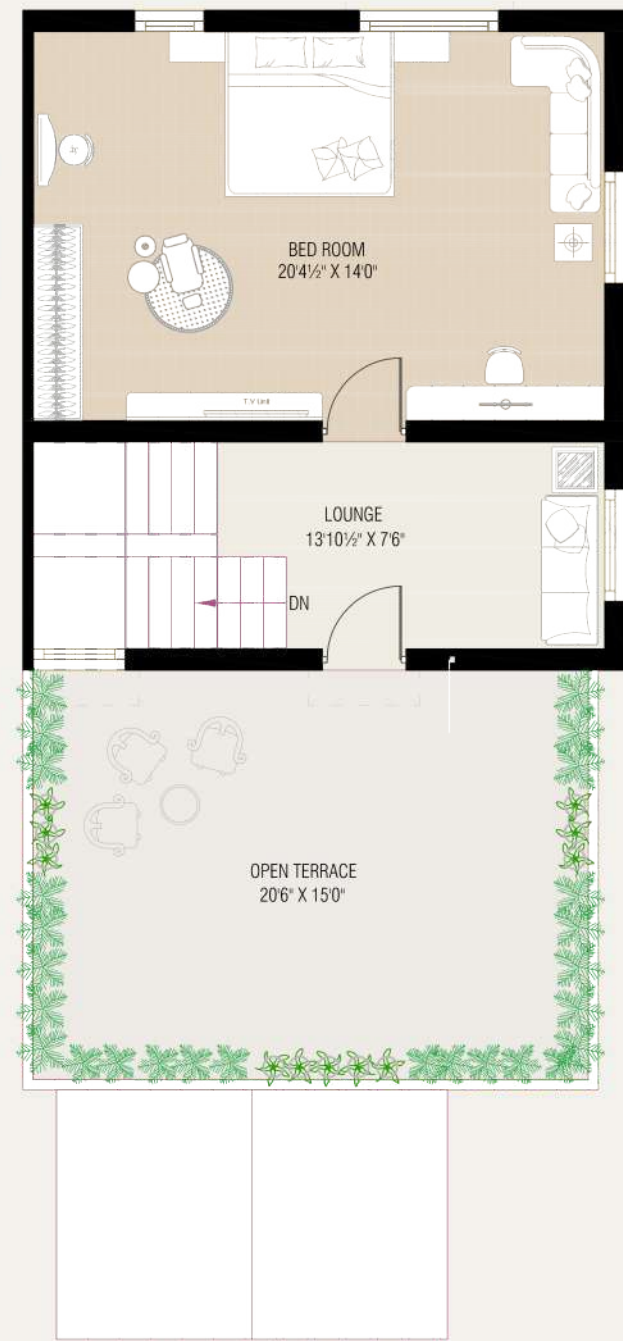 BED ROOM
20'4½" X 14'0"
T.V Unit
LOUNGE
13'10½" X 7'6"
DN
OPEN TERRACE
20'6" X 15'0"